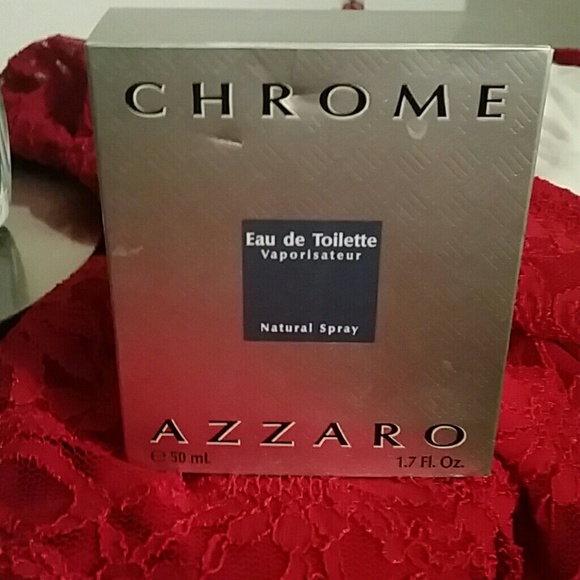 CHROME
Eau de Toilette
Vaporisateur
Natural Spray
AZZARO
℮ 50 mL 1.7 Fl. Oz.